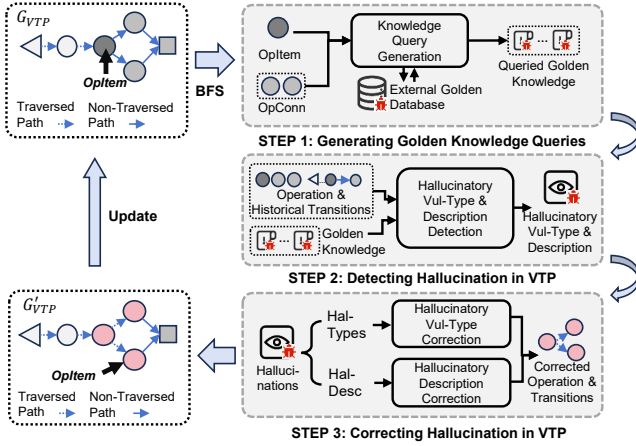 G_VTP
OpItem
Traversed Path
Non-Traversed Path
BFS
OpItem
OpConn
Knowledge
Query
Generation
External Golden
Database
Queried Golden
Knowledge
STEP 1: Generating Golden Knowledge Queries
Operation &
Historical Transitions
Golden
Knowledge
Hallucinatory
Vul-Type &
Description
Detection
Hallucinatory
Vul-Type &
Description
STEP 2: Detecting Hallucination in VTP
Update
G'_VTP
OpItem
Traversed Path
Non-Traversed Path
Halluci-
nations
Hal-
Types
Hal-
Desc
Hallucinatory
Vul-Type
Correction
Hallucinatory
Description
Correction
Corrected
Operation &
Transitions
STEP 3: Correcting Hallucination in VTP